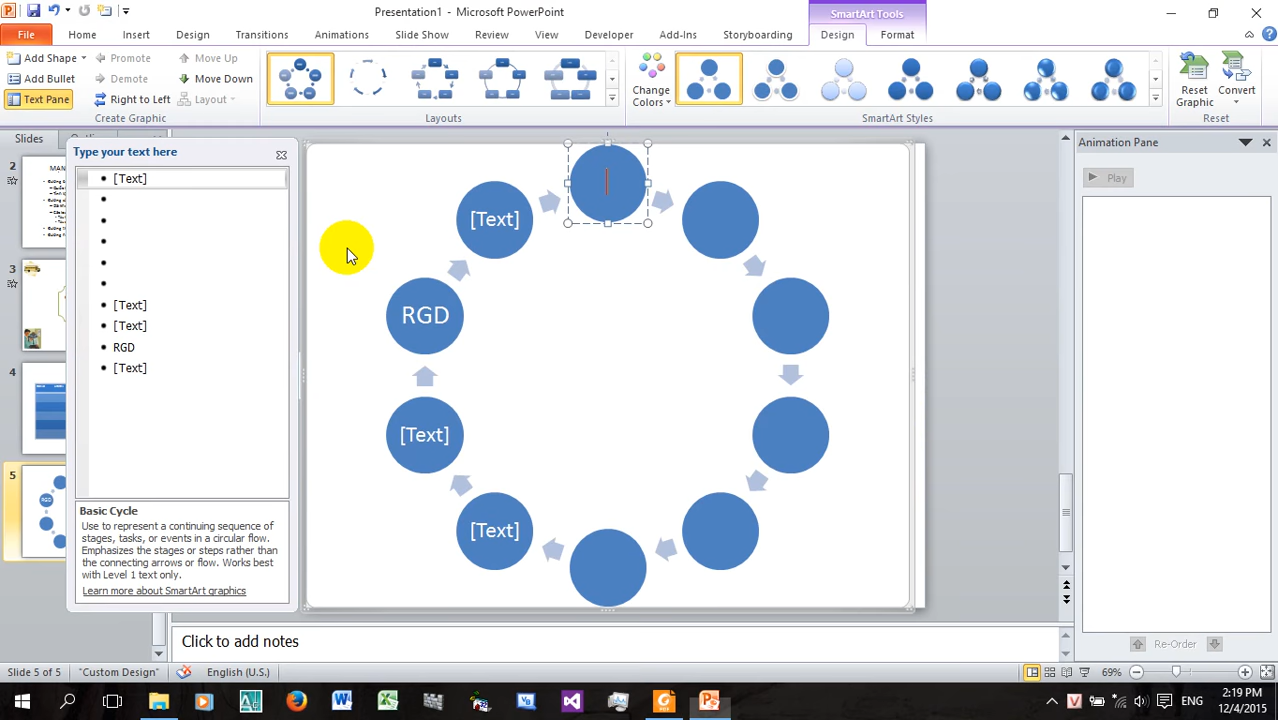 Presentation1 - Microsoft PowerPoint
SmartArt Tools
File Home Insert Design Transitions Animations Slide Show Review View Developer Add-Ins Storyboarding Design Format
Add Shape Promote Move Up
Add Bullet Demote Move Down
Text Pane Right to Left Layout
Create Graphic
Layouts
Change Colors
SmartArt Styles
Reset Graphic
Convert
Reset
Slides
Type your text here
[Text]
[Text]
[Text]
RGD
[Text]
Basic Cycle
Use to represent a continuing sequence of
stages, tasks, or events in a circular flow.
Emphasizes the stages or steps rather than
the connecting arrows or flow. Works best
with Level 1 text only.
Learn more about SmartArt graphics
2
MAN
3
4
5
RGD
[Text]
RGD
[Text]
[Text]
Animation Pane
Play
Re-Order
Click to add notes
Slide 5 of 5 "Custom Design" English (U.S.) 69%
ENG
2:19 PM
12/4/2015